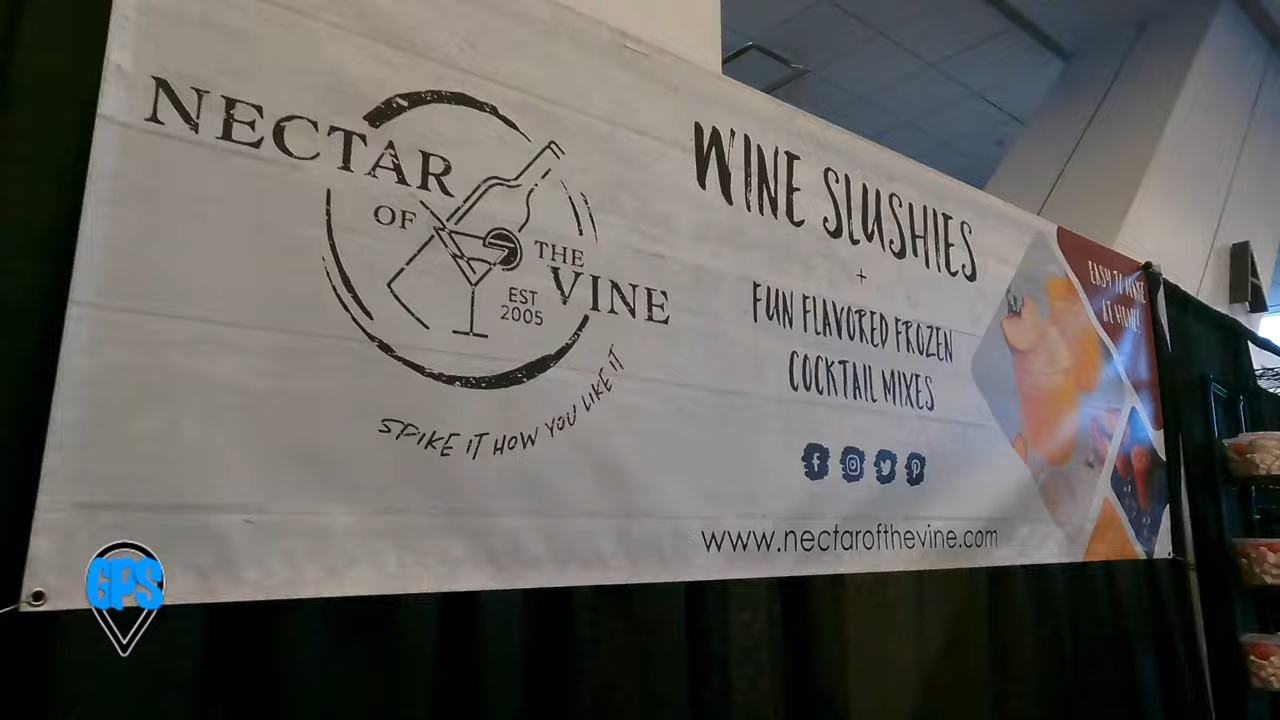 NECTAR
OF
THE
VINE
EST
2005
SPIKE IT HOW YOU LIKE IT
WINE SLUSHIES
+
FUN FLAVORED FROZEN
COCKTAIL MIXES
www.nectarofthevine.com
EASY TO MAKE
AT HOME!
GPS